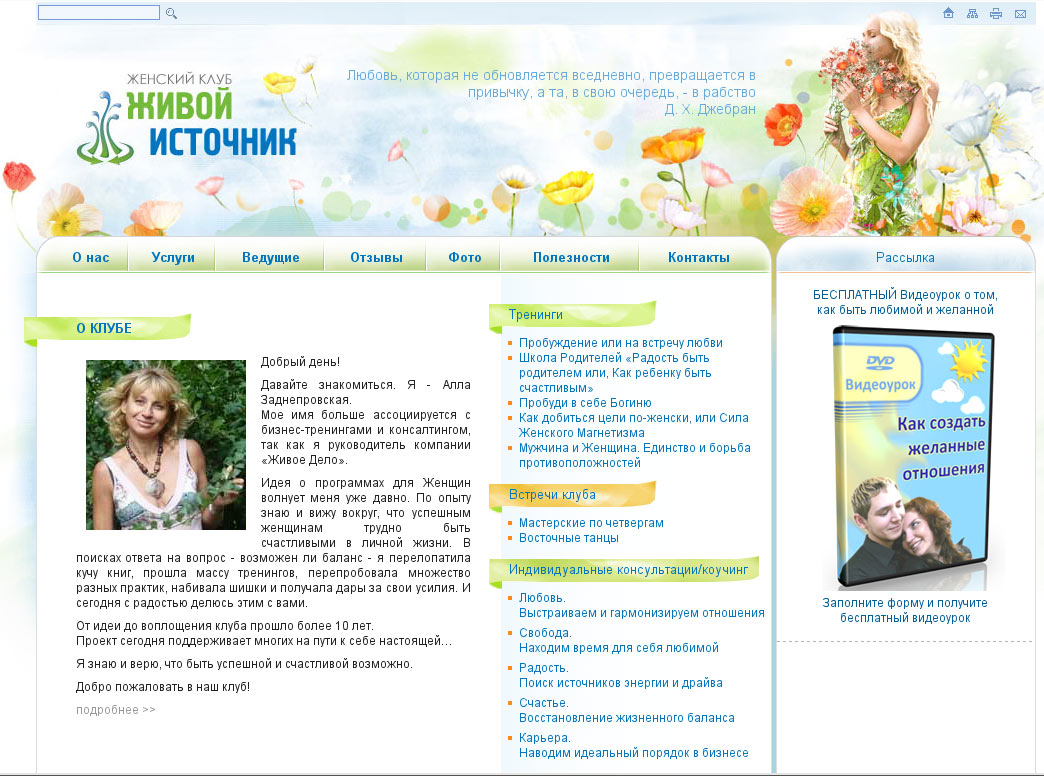 ЖЕНСКИЙ КЛУБ
ЖИВОЙ
ИСТОЧНИК
Любовь, которая не обновляется вседневно, превращается в
привычку, а та, в свою очередь, - в рабство
Д. Х. Джебран
О нас
Услуги
Ведущие
Отзывы
Фото
Полезности
Контакты
Рассылка
О КЛУБЕ
Добрый день!
Давайте знакомиться. Я - Алла
Заднепровская.
Мое имя больше ассоциируется с
бизнес-тренингами и консалтингом,
так как я руководитель компании
«Живое Дело».
Идея о программах для Женщин
волнует меня уже давно. По опыту
знаю и вижу вокруг, что успешным
женщинам трудно быть
счастливыми в личной жизни. В
поисках ответа на вопрос - возможен ли баланс - я перелопатила
кучу книг, прошла массу тренингов, перепробовала множество
разных практик, набивала шишки и получала дары за свои усилия. И
сегодня с радостью делюсь этим с вами.
От идеи до воплощения клуба прошло более 10 лет.
Проект сегодня поддерживает многих на пути к себе настоящей...
Я знаю и верю, что быть успешной и счастливой возможно.
Добро пожаловать в наш клуб!
подробнее >>
Тренинги
Пробуждение или на встречу любви
Школа Родителей «Радость быть
родителем или, Как ребенку быть
счастливым»
Пробуди в себе Богиню
Как добиться цели по-женски, или Сила
Женского Магнетизма
Мужчина и Женщина. Единство и борьба
противоположностей
Встречи клуба
Мастерские по четвергам
Восточные танцы
Индивидуальные консультации/коучинг
Любовь.
Выстраиваем и гармонизируем отношения
Свобода.
Находим время для себя любимой
Радость.
Поиск источников энергии и драйва
Счастье.
Восстановление жизненного баланса
Карьера.
Наводим идеальный порядок в бизнесе
БЕСПЛАТНЫЙ Видеоурок о том,
как быть любимой и желанной
DVD
Видеоурок
Как создать
желанные
отношения
Заполните форму и получите
бесплатный видеоурок